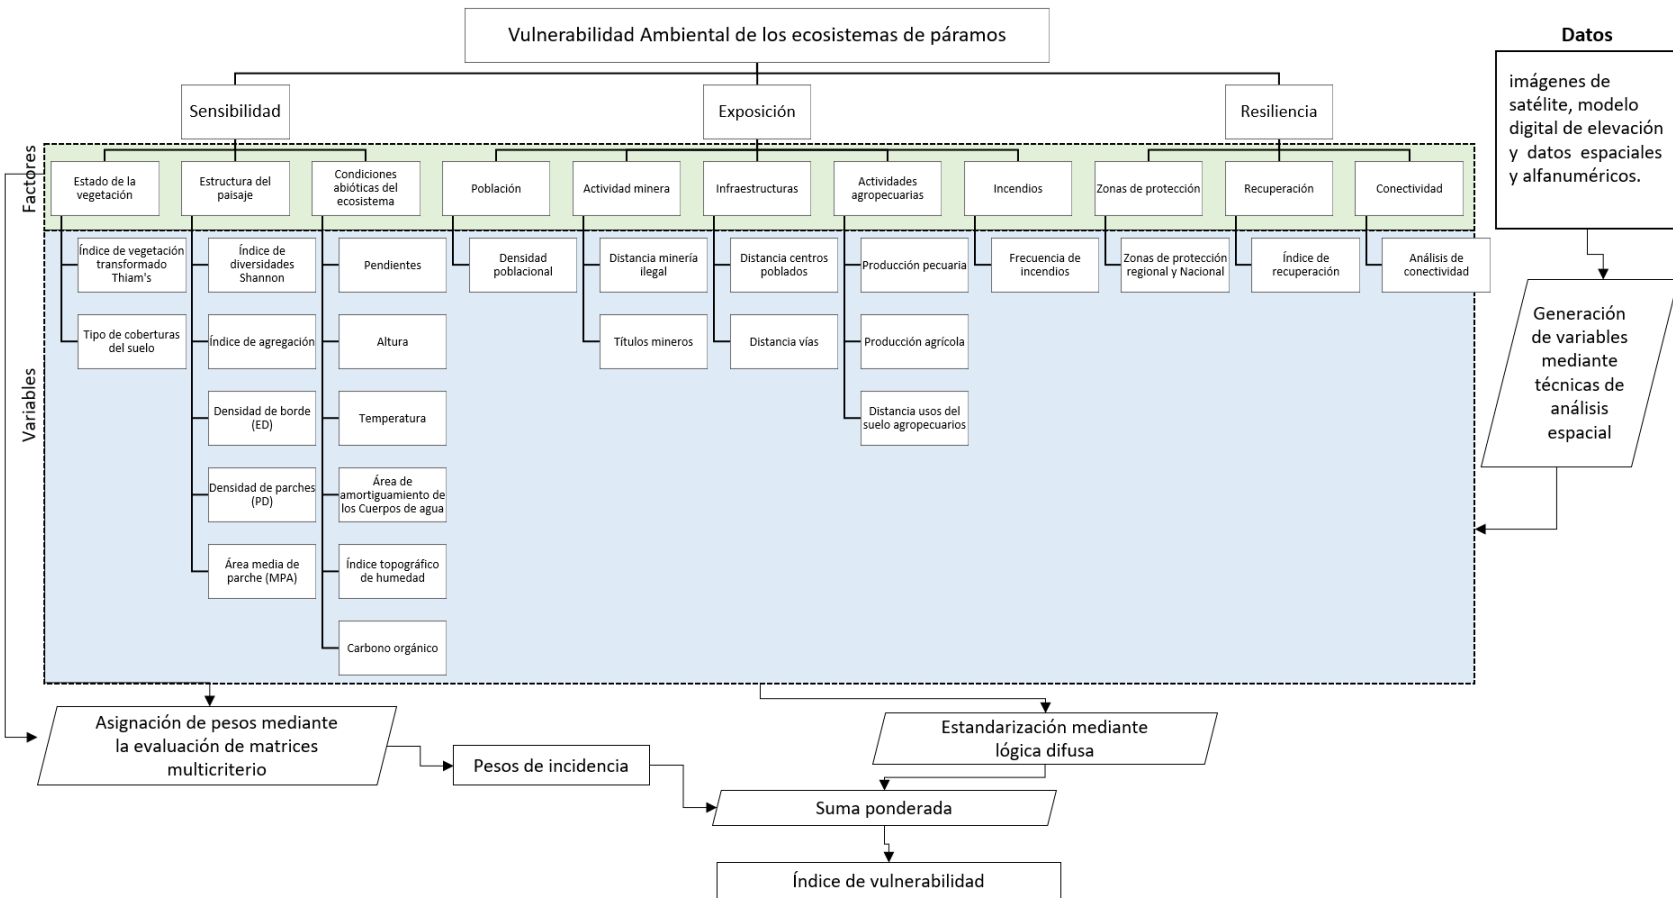 Vulnerabilidad Ambiental de los ecosistemas de páramos
Datos
imágenes de
satélite, modelo
digital de elevación
y datos espaciales
y alfanuméricos.
Sensibilidad
Exposición
Resiliencia
Factores
Estado de la
vegetación
Estructura del
paisaje
Condiciones
abióticas del
ecosistema
Población
Actividad minera
Infraestructuras
Actividades
agropecuarias
Incendios
Zonas de protección
Recuperación
Conectividad
Variables
Índice de vegetación
transformado
Thiam's
Tipo de coberturas
del suelo
Índice de
diversidades
Shannon
Índice de agregación
Densidad de borde
(ED)
Densidad de parches
(PD)
Área media de
parche (MPA)
Pendientes
Altura
Temperatura
Área de
amortiguamiento de
los Cuerpos de agua
Índice topográfico
de humedad
Carbono orgánico
Densidad
poblacional
Distancia minería
ilegal
Títulos mineros
Distancia centros
poblados
Distancia vías
Producción pecuaria
Producción agrícola
Distancia usos del
suelo agropecuarios
Frecuencia de
incendios
Zonas de protección
regional y Nacional
Índice de
recuperación
Análisis de
conectividad
Generación
de variables
mediante
técnicas de
análisis
espacial
Asignación de pesos mediante
la evaluación de matrices
multicriterio
Pesos de incidencia
Estandarización mediante
lógica difusa
Suma ponderada
Índice de vulnerabilidad